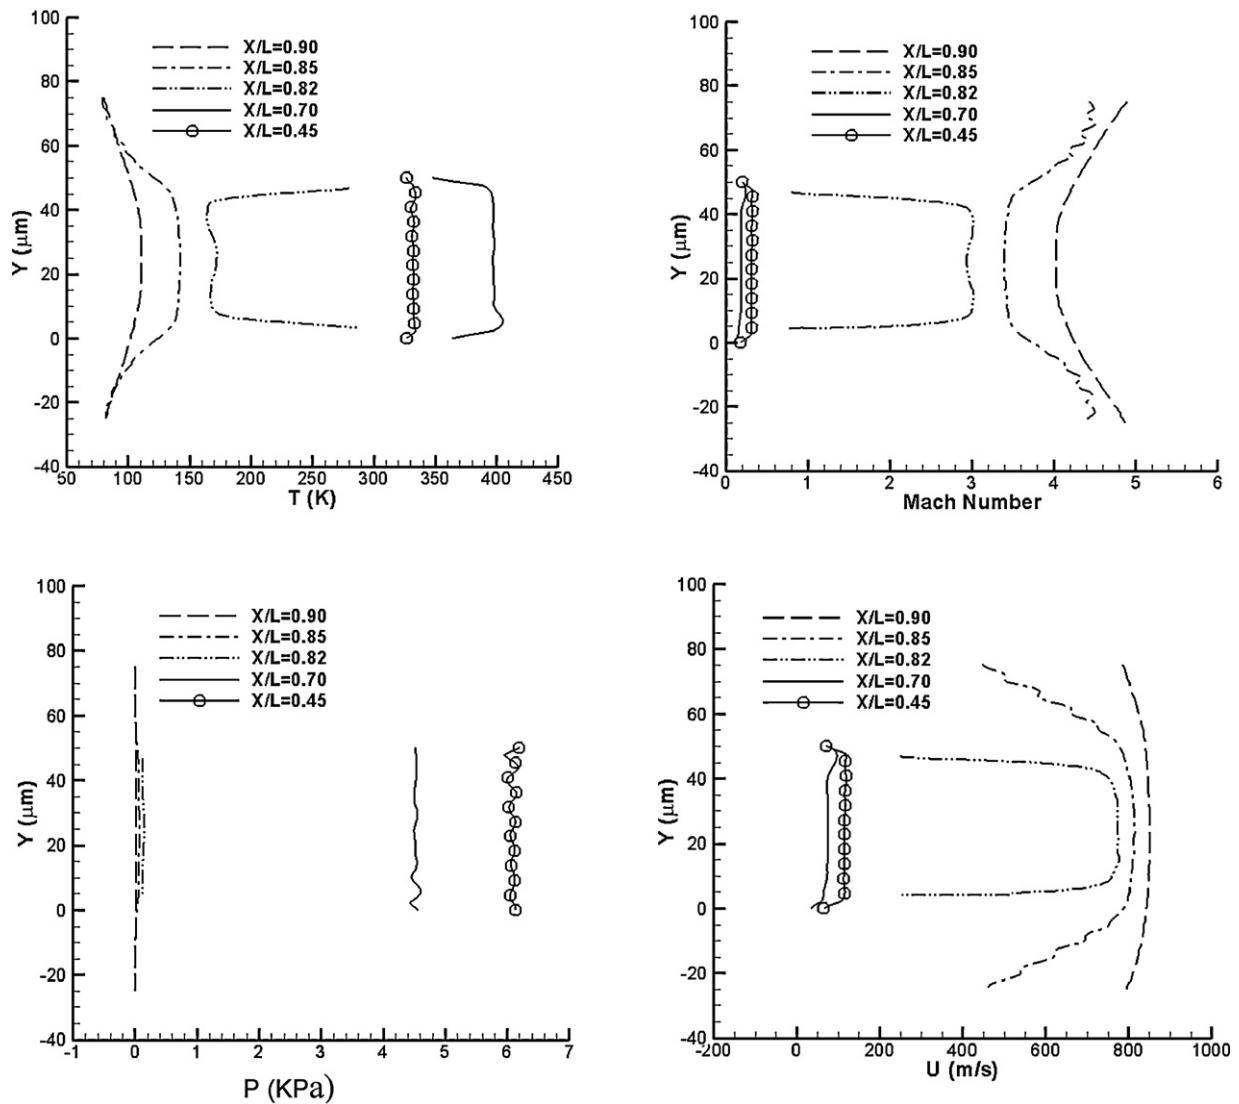 100
80
60
40
20
0
-20
-40
Y (μm)
X/L=0.90
X/L=0.85
X/L=0.82
X/L=0.70
X/L=0.45
50 100 150 200 250 300 350 400 450
T (K)
100
80
60
40
20
0
-20
-40
Y (μm)
X/L=0.90
X/L=0.85
X/L=0.82
X/L=0.70
X/L=0.45
0 1 2 3 4 5 6
Mach Number
100
80
60
40
20
0
-20
-40
Y (μm)
X/L=0.90
X/L=0.85
X/L=0.82
X/L=0.70
X/L=0.45
-1 0 1 2 3 4 5 6 7
P (KPa)
100
80
60
40
20
0
-20
-40
Y (μm)
X/L=0.90
X/L=0.85
X/L=0.82
X/L=0.70
X/L=0.45
-200 0 200 400 600 800 1000
U (m/s)